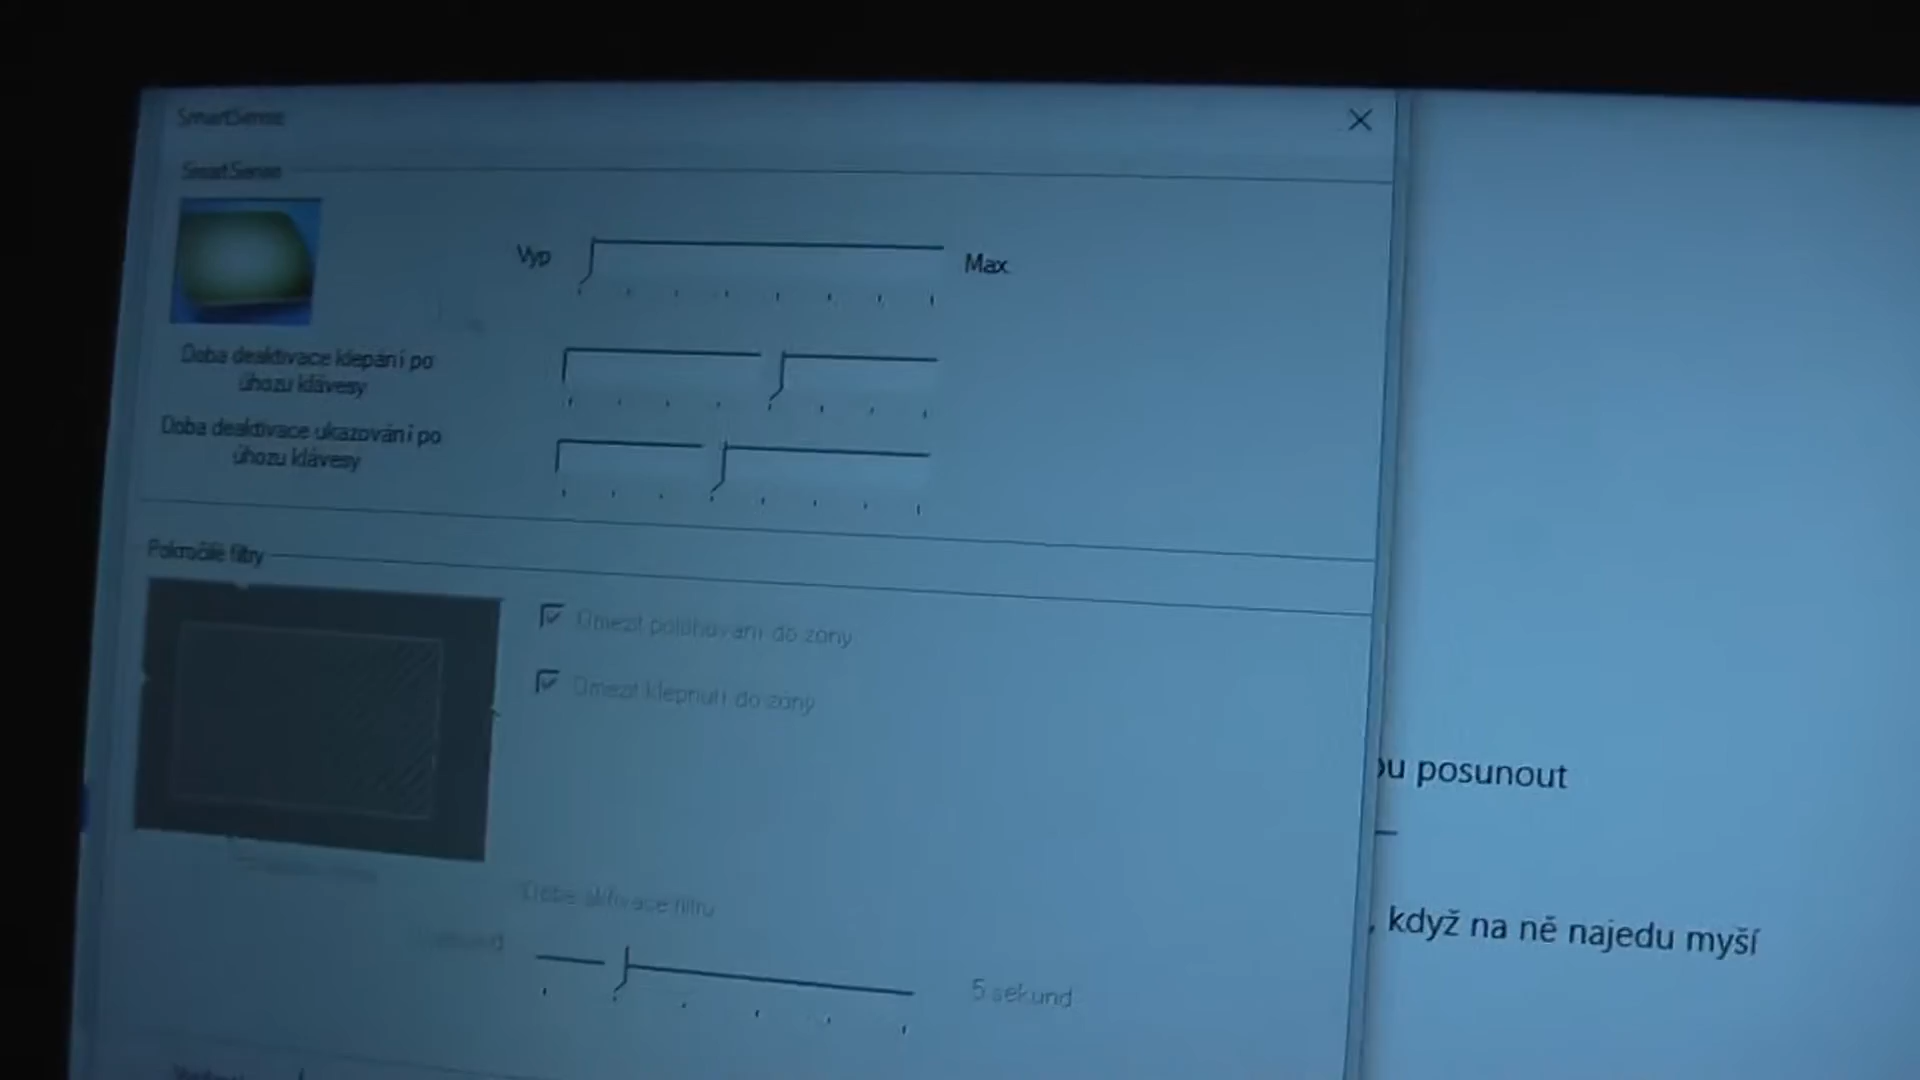 SmartSense
SmartSense
Vyp
Max.
Doba deaktivace klepání po
úhozu klávesy
Doba deaktivace ukazování po
úhozu klávesy
Pokročilé filtry
Omezit polohování do zóny
Omezit klepnutí do zóny
Doba aktivace filtru
5 sekund
ou posunout
, když na ně najedu myší